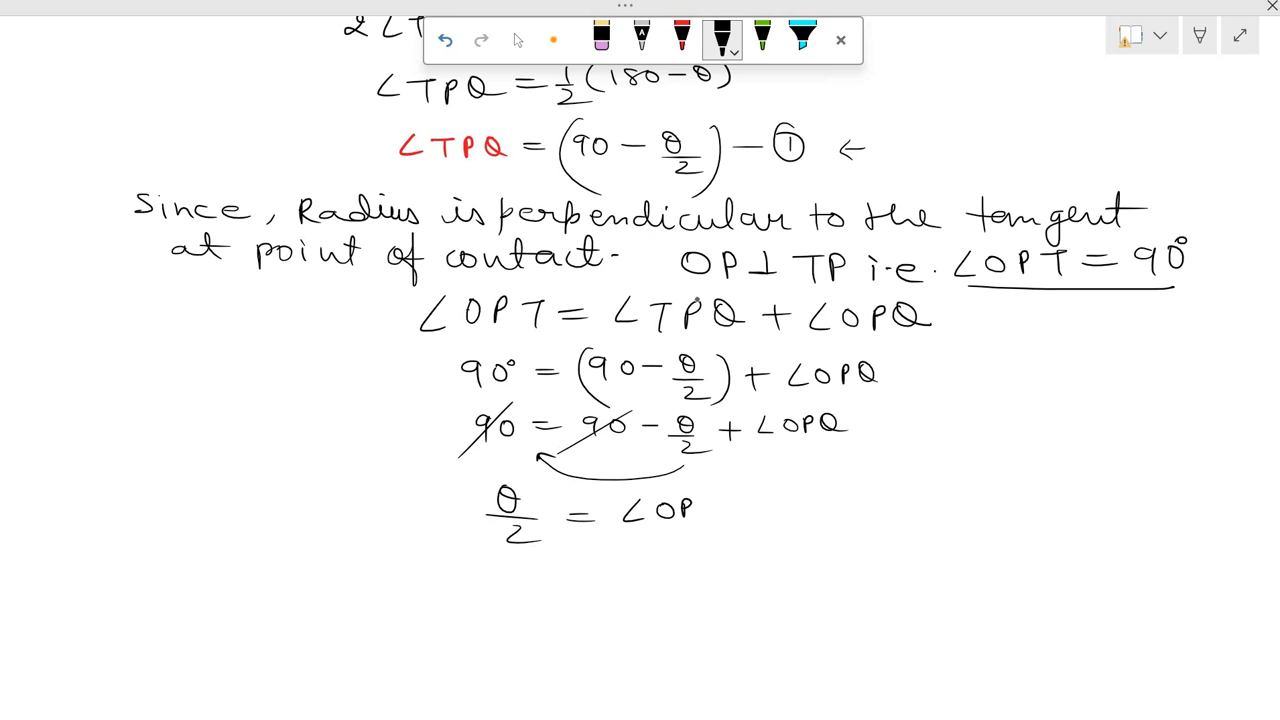 2∠T
∠TPQ = 1/2 (180 - θ)
∠TPQ = (90 - θ/2) — ① ←
Since, Radius is perpendicular to the tangent
at point of contact. OP ⊥ TP i.e. ∠OPT = 90°
∠OPT = ∠TPQ + ∠OPQ
90° = (90 - θ/2) + ∠OPQ
90 = 90 - θ/2 + ∠OPQ
θ/2 = ∠OP